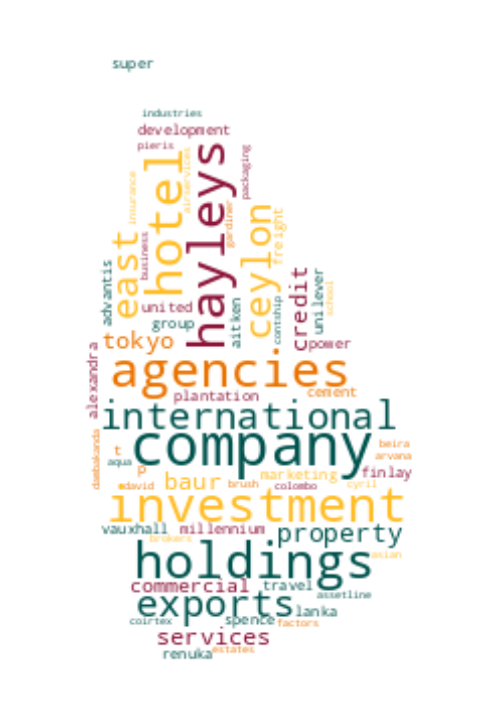 super
industries
development
pieris
hayleys
packaging
hotel
airservices
insurance
gardiner
ceylon
freight
east
business
advantis
credit
unilever
school
united
group
aitken
contship
power
tokyo
alexandra
agencies
plantation
cement
international
company
beira
arvana
dambakanda
t
aqua
p
finlay
marketing
edavid
baur
brush
colombo
cyril
investment
vauxhall
millennium
property
brokers
holdings
asian
commercial
travel
assetline
exports
lanka
coirtex
spence
factors
services
renuka
estates